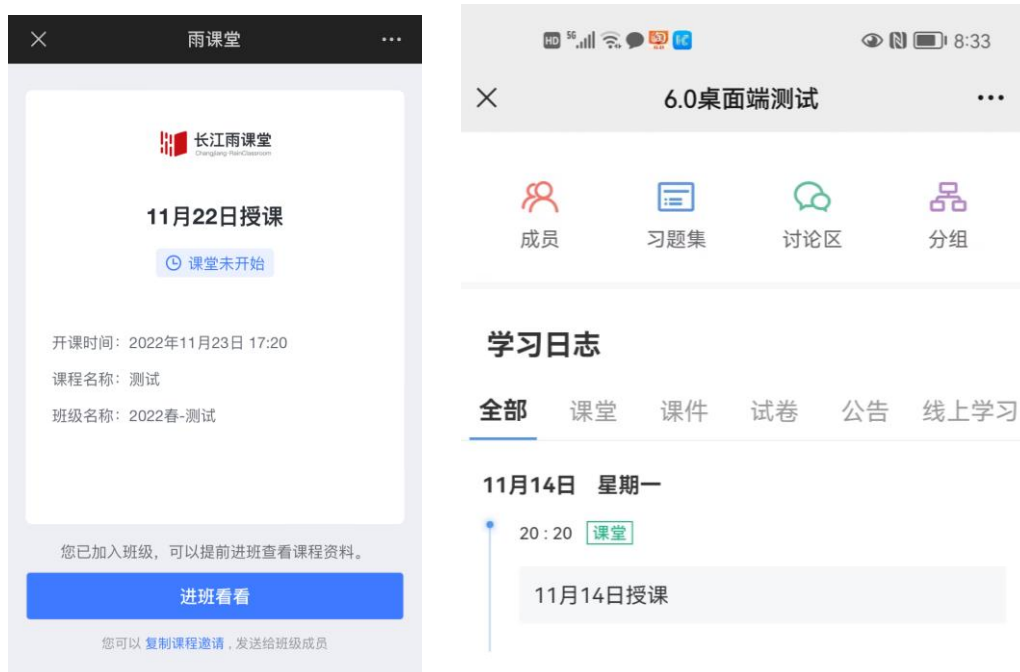 雨课堂
长江雨课堂
Changjiang RainClassroom
11月22日授课
课堂未开始
开课时间：2022年11月23日 17:20
课程名称：测试
班级名称：2022春-测试
您已加入班级，可以提前进班查看课程资料。
进班看看
您可以 复制课程邀请，发送给班级成员
HD 5G 8:33
6.0桌面端测试
成员 习题集 讨论区 分组
学习日志
全部 课堂 课件 试卷 公告 线上学习
11月14日 星期一
20:20 课堂
11月14日授课